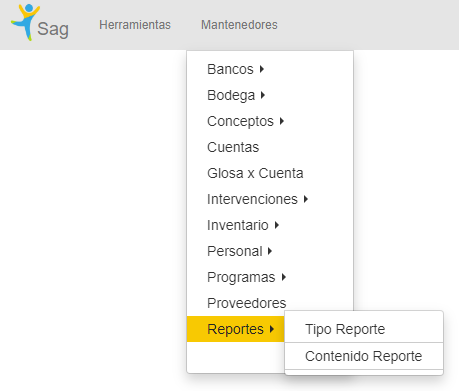 Sag
Herramientas
Mantenedores
Bancos
Bodega
Conceptos
Cuentas
Glosa x Cuenta
Intervenciones
Inventario
Personal
Programas
Proveedores
Reportes
Tipo Reporte
Contenido Reporte